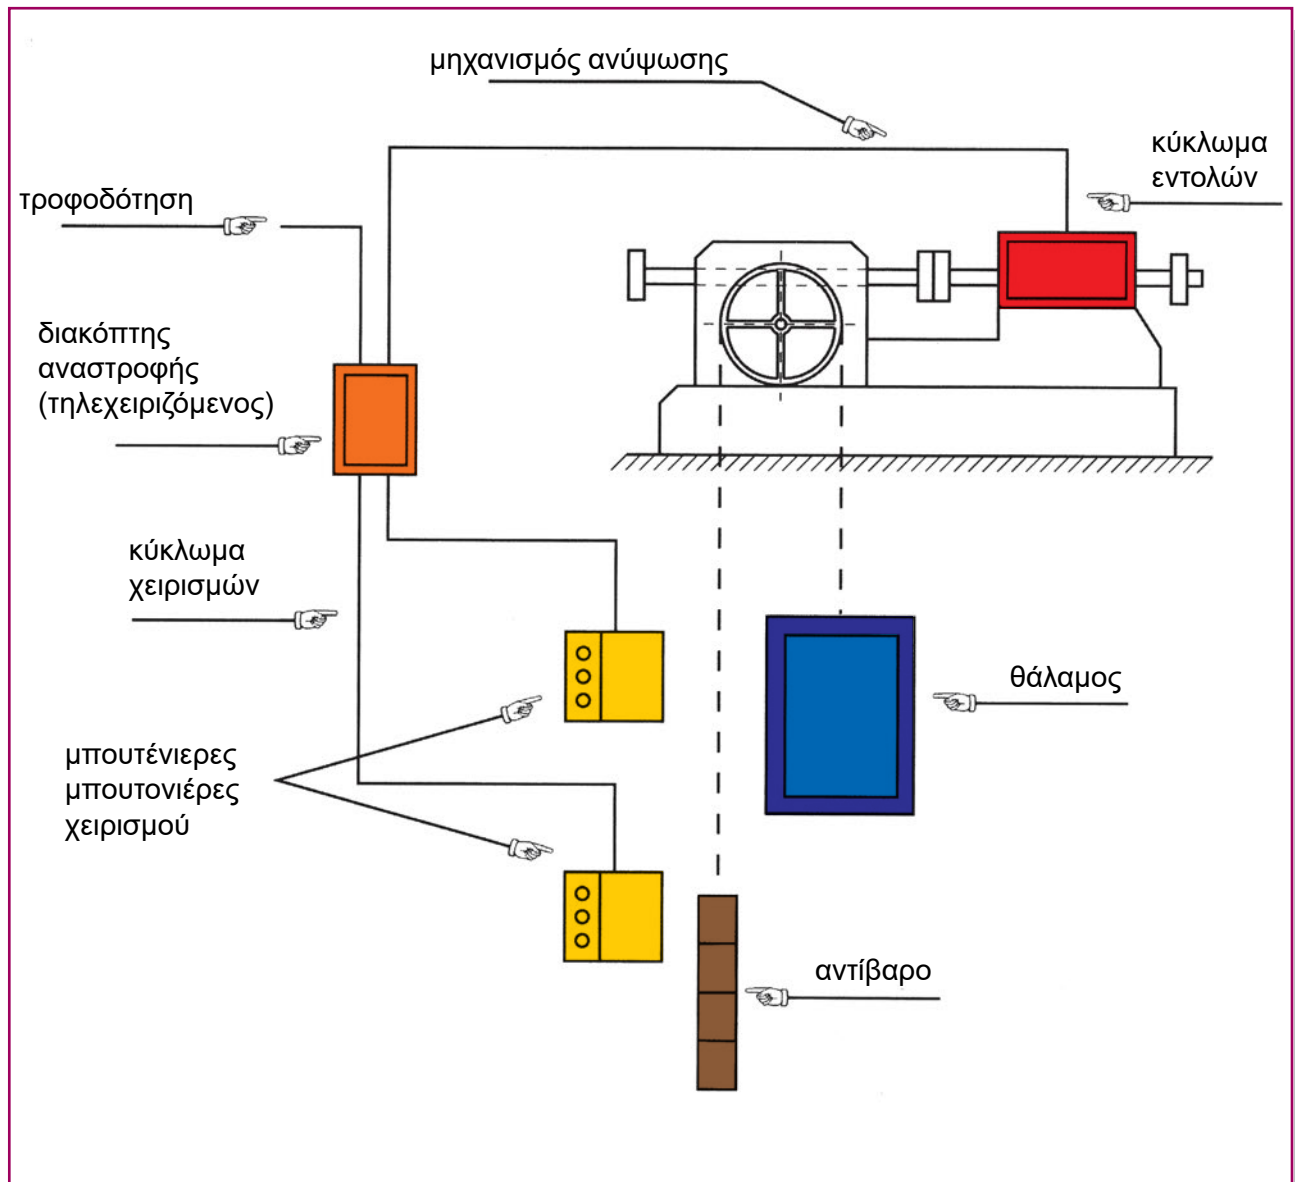 μηχανισμός ανύψωσης
κύκλωμα
εντολών
τροφοδότηση
διακόπτης
αναστροφής
(τηλεχειριζόμενος)
κύκλωμα
χειρισμών
θάλαμος
μπουτένιερες
μπουτονιέρες
χειρισμού
αντίβαρο